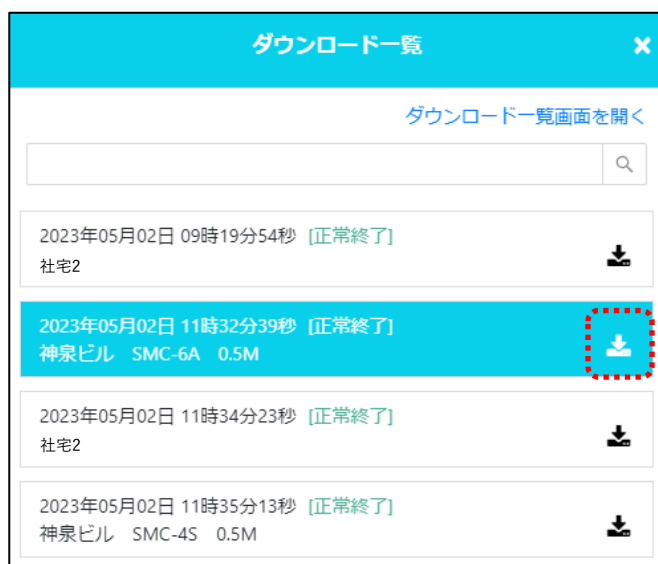 ダウンロード一覧
ダウンロード一覧画面を開く
2023年05月02日 09時19分54秒 [正常終了]
社宅2
2023年05月02日 11時32分39秒 [正常終了]
神泉ビル　SMC-6A　0.5M
2023年05月02日 11時34分23秒 [正常終了]
社宅2
2023年05月02日 11時35分13秒 [正常終了]
神泉ビル　SMC-4S　0.5M